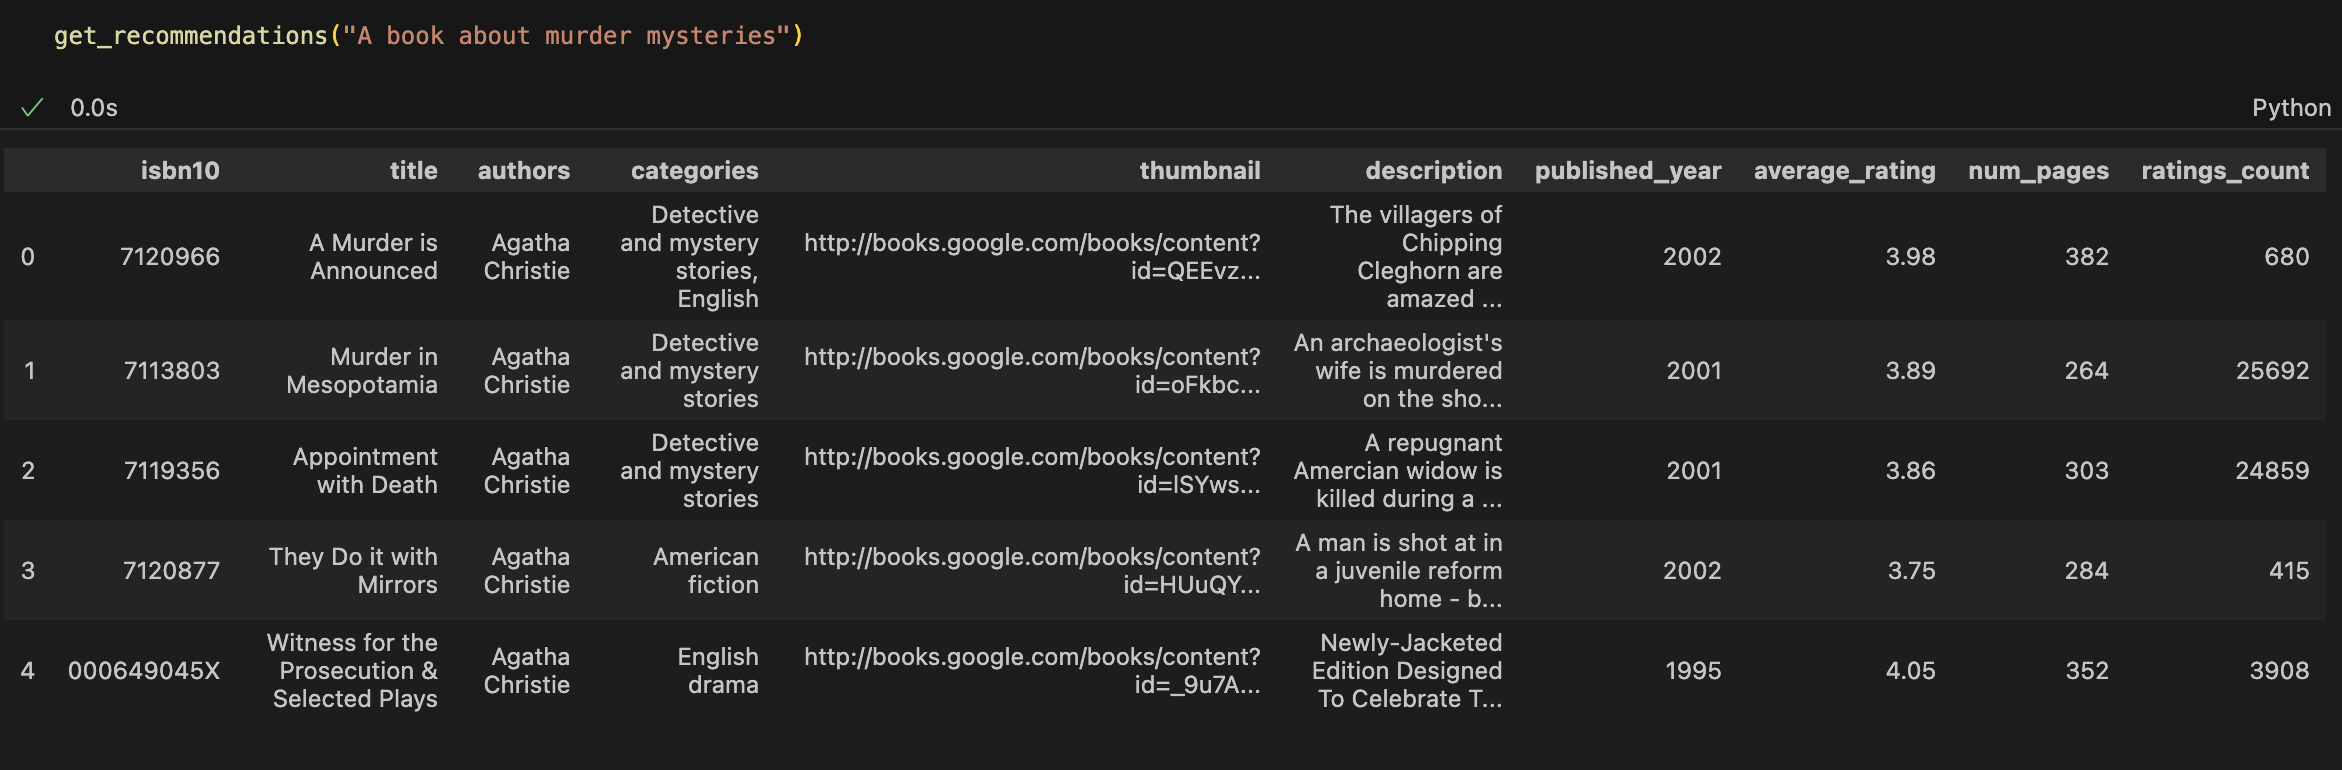 get_recommendations("A book about murder mysteries")
0.0s
Python
isbn10 title authors categories thumbnail description published_year average_rating num_pages ratings_count
0 7120966 A Murder is Announced Agatha Christie Detective and mystery stories, English http://books.google.com/books/content?id=QEEvz... The villagers of Chipping Cleghorn are amazed ... 2002 3.98 382 680
1 7113803 Murder in Mesopotamia Agatha Christie Detective and mystery stories http://books.google.com/books/content?id=oFkbc... An archaeologist's wife is murdered on the sho... 2001 3.89 264 25692
2 7119356 Appointment with Death Agatha Christie Detective and mystery stories http://books.google.com/books/content?id=lSYws... A repugnant Amercian widow is killed during a ... 2001 3.86 303 24859
3 7120877 They Do it with Mirrors Agatha Christie American fiction http://books.google.com/books/content?id=HUuQY... A man is shot at in a juvenile reform home - b... 2002 3.75 284 415
4 000649045X Witness for the Prosecution & Selected Plays Agatha Christie English drama http://books.google.com/books/content?id=_9u7A... Newly-Jacketed Edition Designed To Celebrate T... 1995 4.05 352 3908